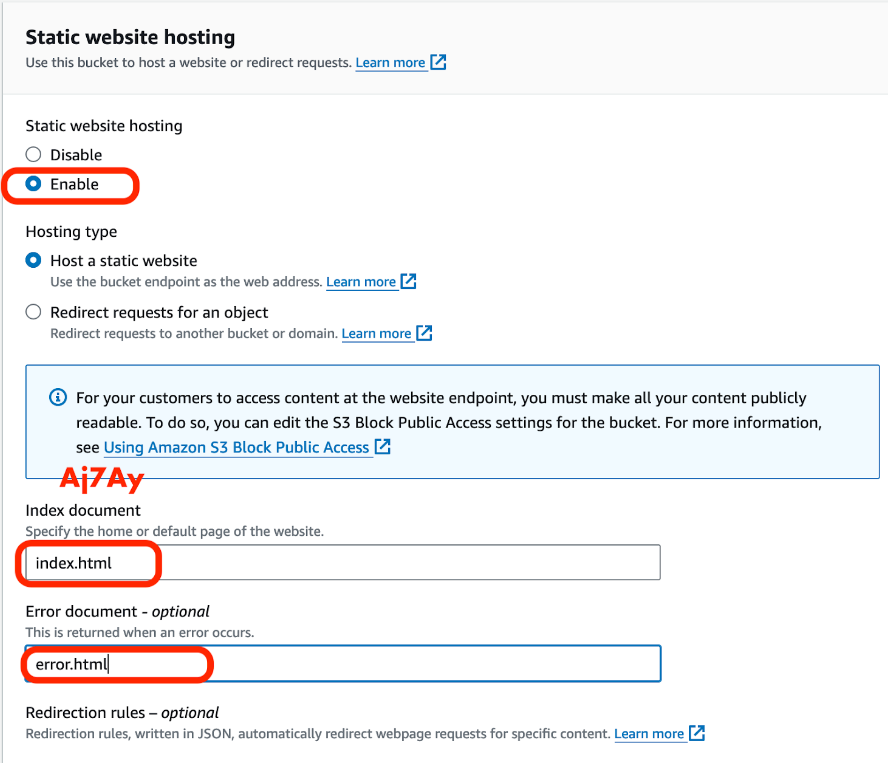 Static website hosting
Use this bucket to host a website or redirect requests. Learn more
Static website hosting
Disable
Enable
Hosting type
Host a static website
Use the bucket endpoint as the web address. Learn more
Redirect requests for an object
Redirect requests to another bucket or domain. Learn more
For your customers to access content at the website endpoint, you must make all your content publicly
readable. To do so, you can edit the S3 Block Public Access settings for the bucket. For more information,
see Using Amazon S3 Block Public Access
Aj7Ay
Index document
Specify the home or default page of the website.
index.html
Error document - optional
This is returned when an error occurs.
error.html
Redirection rules – optional
Redirection rules, written in JSON, automatically redirect webpage requests for specific content. Learn more